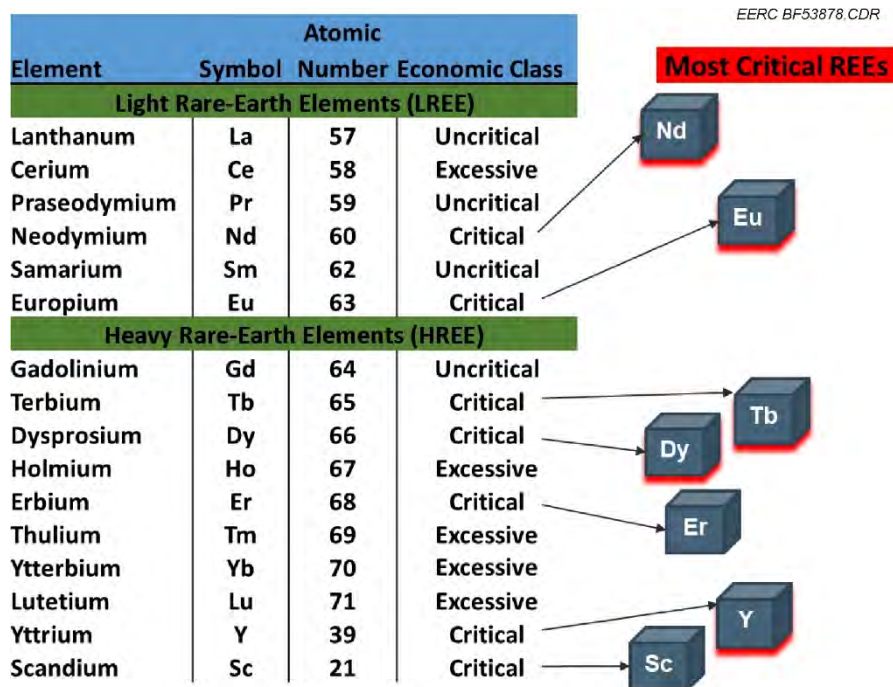 EERC BF53878.CDR
Atomic
Element Symbol Number Economic Class
Most Critical REEs
Light Rare-Earth Elements (LREE)
Lanthanum La 57 Uncritical
Cerium Ce 58 Excessive
Praseodymium Pr 59 Uncritical
Neodymium Nd 60 Critical
Samarium Sm 62 Uncritical
Europium Eu 63 Critical
Heavy Rare-Earth Elements (HREE)
Gadolinium Gd 64 Uncritical
Terbium Tb 65 Critical
Dysprosium Dy 66 Critical
Holmium Ho 67 Excessive
Erbium Er 68 Critical
Thulium Tm 69 Excessive
Ytterbium Yb 70 Excessive
Lutetium Lu 71 Excessive
Yttrium Y 39 Critical
Scandium Sc 21 Critical
Nd
Eu
Tb
Dy
Er
Y
Sc